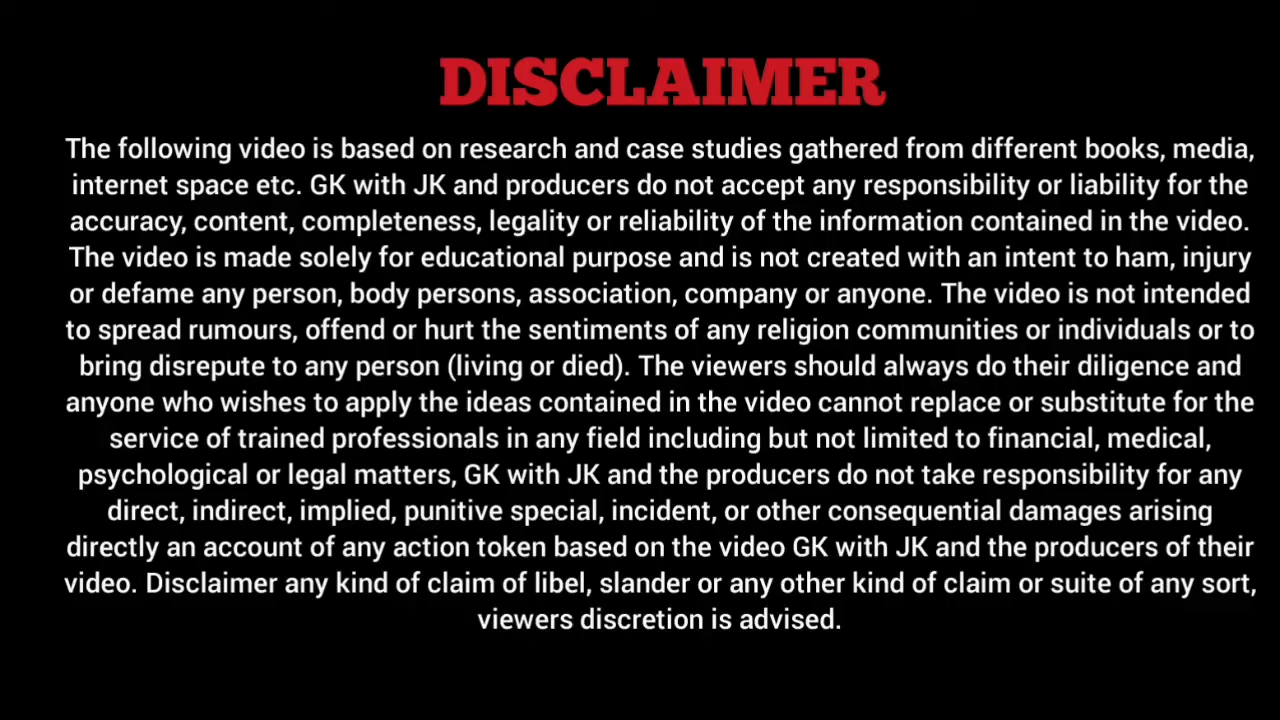 DISCLAIMER
The following video is based on research and case studies gathered from different books, media,
internet space etc. GK with JK and producers do not accept any responsibility or liability for the
accuracy, content, completeness, legality or reliability of the information contained in the video.
The video is made solely for educational purpose and is not created with an intent to ham, injury
or defame any person, body persons, association, company or anyone. The video is not intended
to spread rumours, offend or hurt the sentiments of any religion communities or individuals or to
bring disrepute to any person (living or died). The viewers should always do their diligence and
anyone who wishes to apply the ideas contained in the video cannot replace or substitute for the
service of trained professionals in any field including but not limited to financial, medical,
psychological or legal matters, GK with JK and the producers do not take responsibility for any
direct, indirect, implied, punitive special, incident, or other consequential damages arising
directly an account of any action token based on the video GK with JK and the producers of their
video. Disclaimer any kind of claim of libel, slander or any other kind of claim or suite of any sort,
viewers discretion is advised.